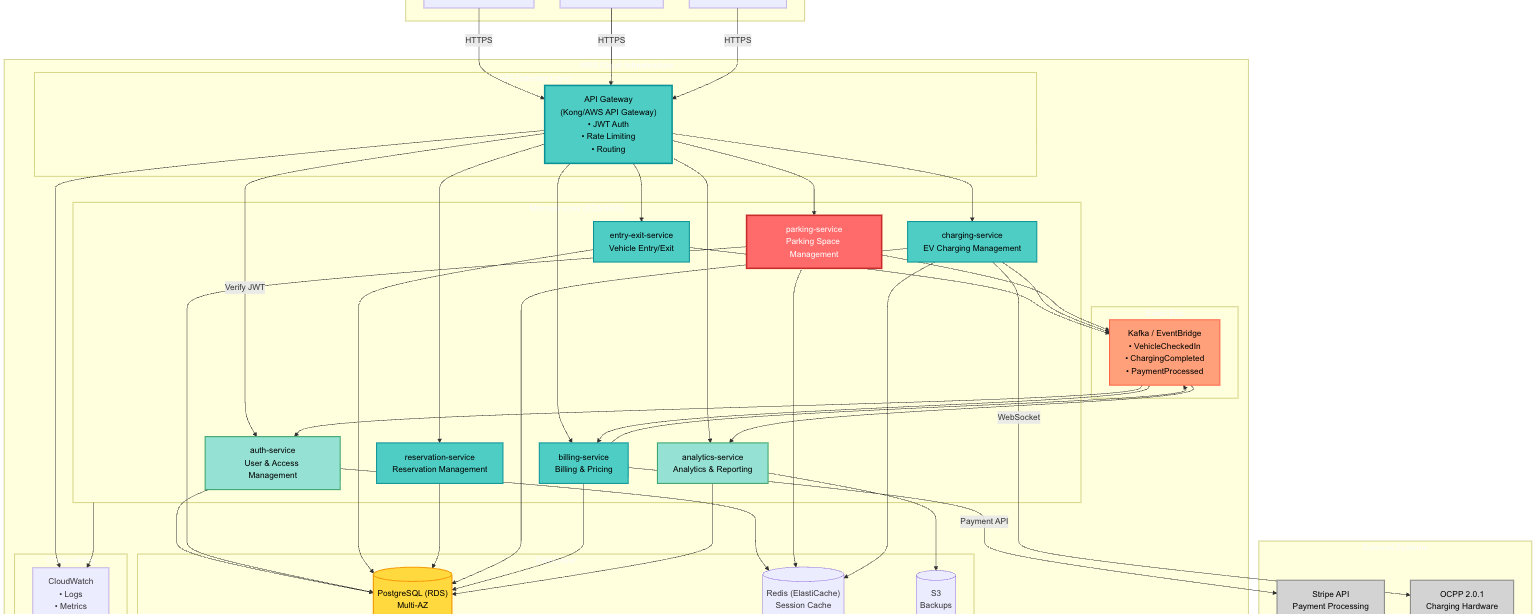 HTTPS
HTTPS
HTTPS
API Gateway
(Kong/AWS API Gateway)
• JWT Auth
• Rate Limiting
• Routing
entry-exit-service
Vehicle Entry/Exit
parking-service
Parking Space
Management
charging-service
EV Charging Management
Verify JWT
Kafka / EventBridge
• VehicleCheckedIn
• ChargingCompleted
• PaymentProcessed
WebSocket
auth-service
User & Access
Management
reservation-service
Reservation Management
billing-service
Billing & Pricing
analytics-service
Analytics & Reporting
Payment API
CloudWatch
• Logs
• Metrics
PostgreSQL (RDS)
Multi-AZ
Redis (ElastiCache)
Session Cache
S3
Backups
Stripe API
Payment Processing
OCPP 2.0.1
Charging Hardware